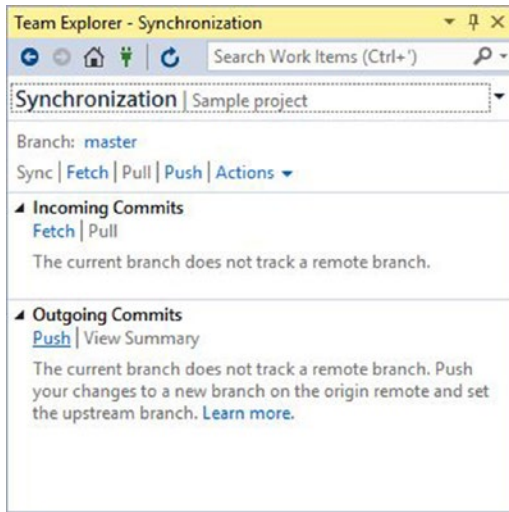 Team Explorer - Synchronization
Search Work Items (Ctrl+')
Synchronization | Sample project
Branch: master
Sync | Fetch | Pull | Push | Actions
Incoming Commits
Fetch | Pull
The current branch does not track a remote branch.
Outgoing Commits
Push | View Summary
The current branch does not track a remote branch. Push
your changes to a new branch on the origin remote and set
the upstream branch. Learn more.